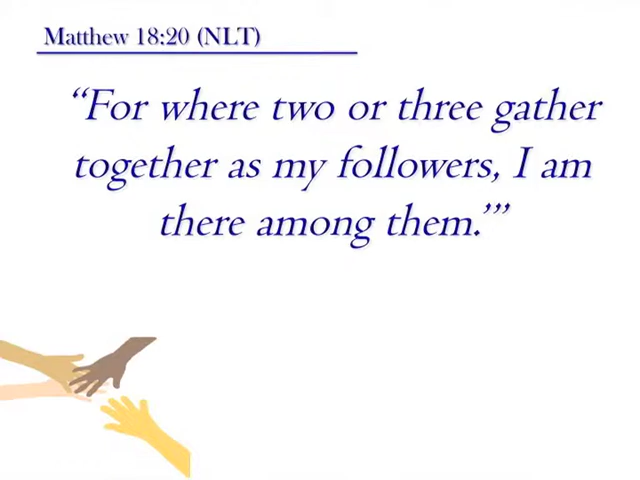 Matthew 18:20 (NLT)
“For where two or three gather
together as my followers, I am
there among them.’”